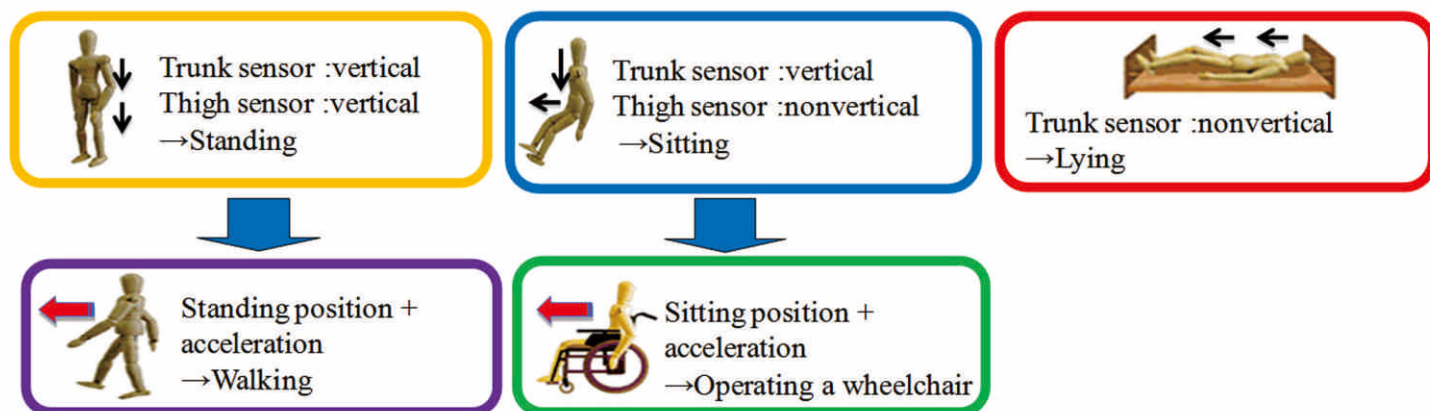 Trunk sensor :vertical
Thigh sensor :vertical
→Standing
Trunk sensor :vertical
Thigh sensor :nonvertical
→Sitting
Trunk sensor :nonvertical
→Lying
Standing position +
acceleration
→Walking
Sitting position +
acceleration
→Operating a wheelchair